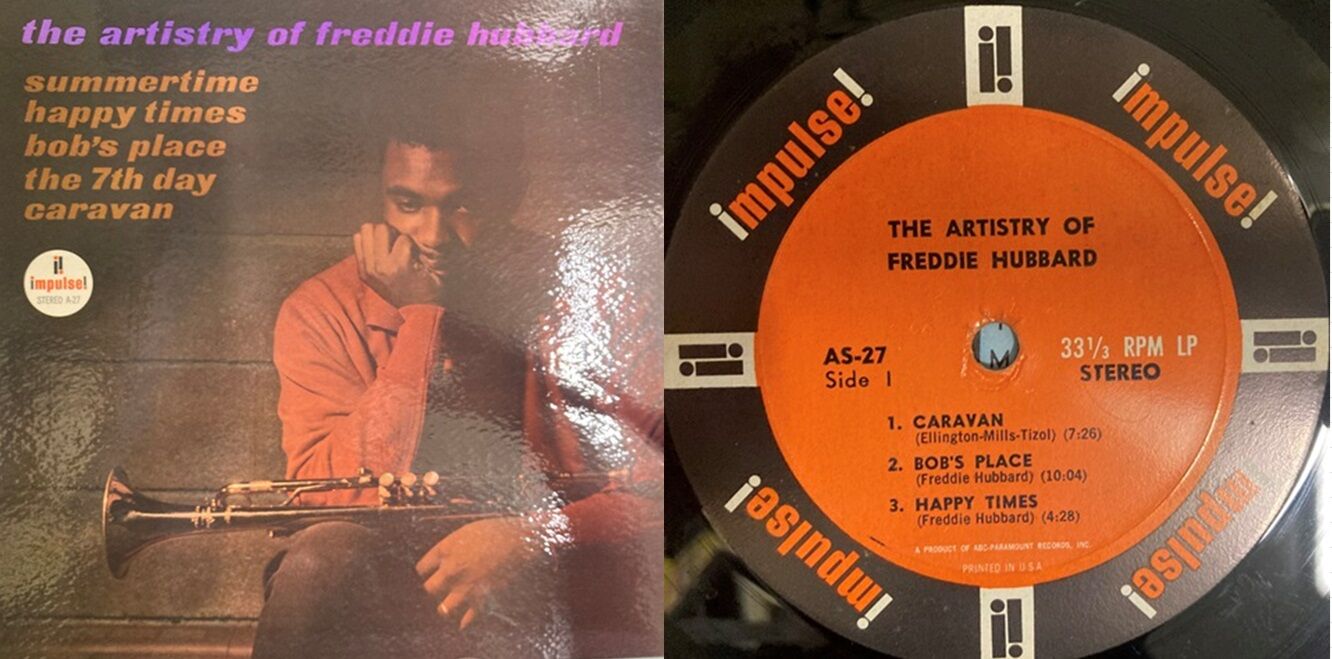 the artistry of freddie hubbard
summertime
happy times
bob's place
the 7th day
caravan
impulse!
STEREO A-27
impulse!
impulse!
THE ARTISTRY OF
FREDDIE HUBBARD
AS-27
Side 1
33 1/3 RPM LP
STEREO
M
1. CARAVAN
(Ellington-Mills-Tizol) (7:26)
2. BOB'S PLACE
(Freddie Hubbard) (10:04)
3. HAPPY TIMES
(Freddie Hubbard) (4:28)
A PRODUCT OF ABC-PARAMOUNT RECORDS, INC.
PRINTED IN U S A
impulse!
impulse!